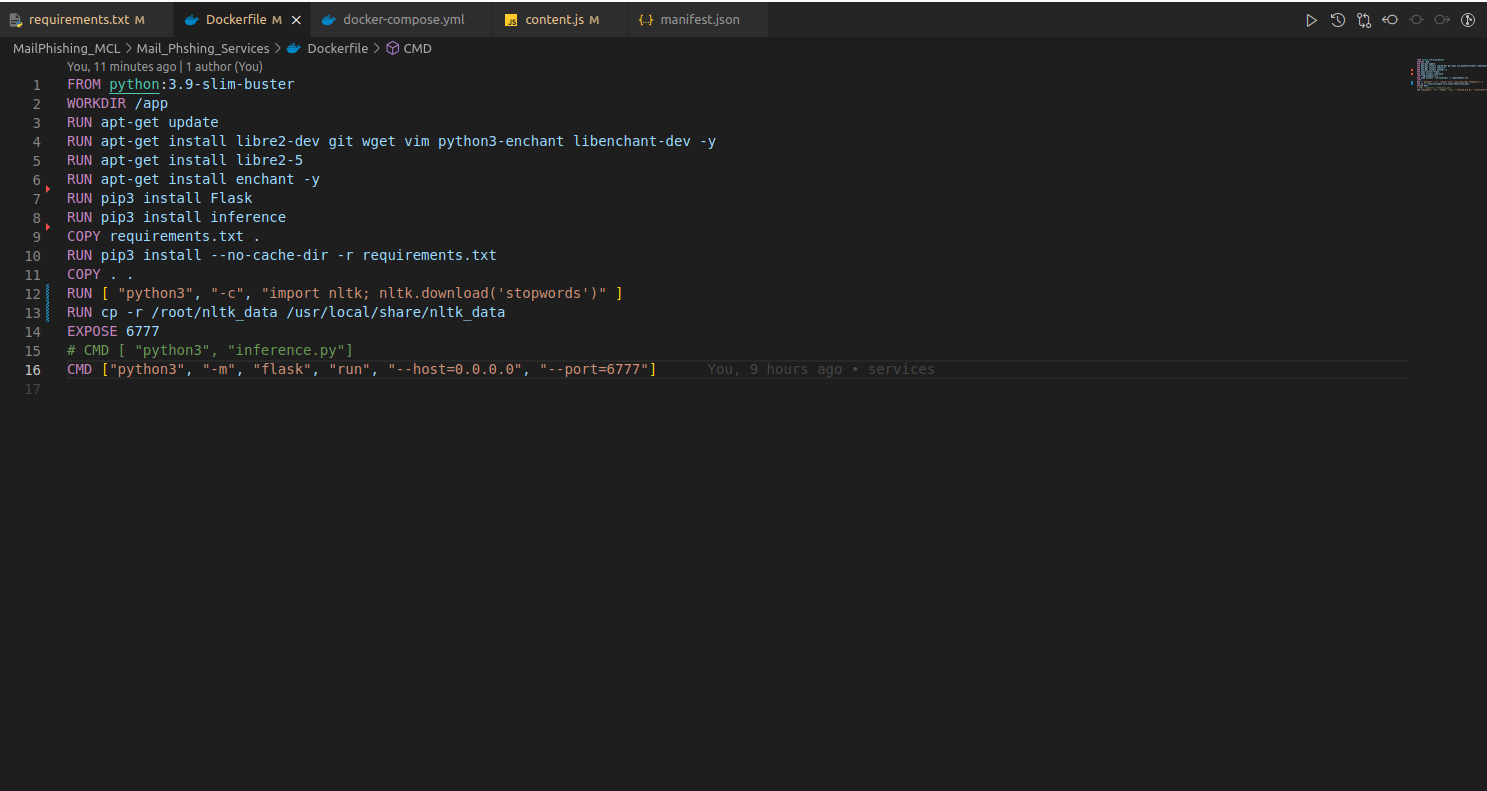 requirements.txt M Dockerfile M docker-compose.yml JS content.js M {..} manifest.json
MailPhishing_MCL > Mail_Phshing_Services > Dockerfile > CMD
You, 11 minutes ago | 1 author (You)
1 FROM python:3.9-slim-buster
2 WORKDIR /app
3 RUN apt-get update
4 RUN apt-get install libre2-dev git wget vim python3-enchant libenchant-dev -y
5 RUN apt-get install libre2-5
6 RUN apt-get install enchant -y
7 RUN pip3 install Flask
8 RUN pip3 install inference
9 COPY requirements.txt .
10 RUN pip3 install --no-cache-dir -r requirements.txt
11 COPY . .
12 RUN [ "python3", "-c", "import nltk; nltk.download('stopwords')" ]
13 RUN cp -r /root/nltk_data /usr/local/share/nltk_data
14 EXPOSE 6777
15 # CMD [ "python3", "inference.py"]
16 CMD ["python3", "-m", "flask", "run", "--host=0.0.0.0", "--port=6777"] You, 9 hours ago • services
17